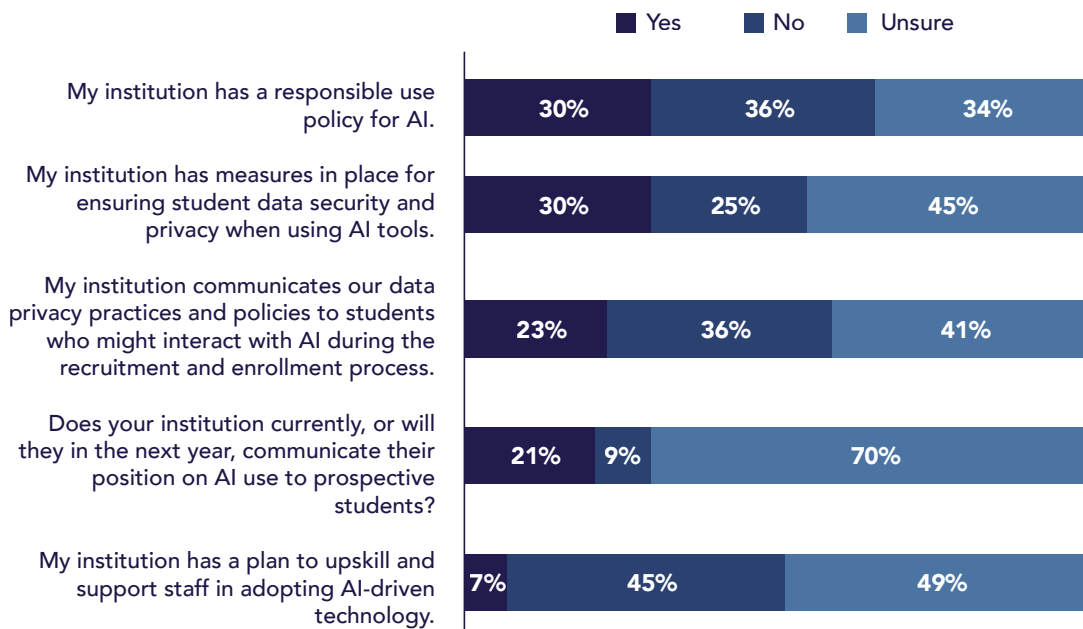 Yes No Unsure
My institution has a responsible use
policy for AI.
30% 36% 34%
My institution has measures in place for
ensuring student data security and
privacy when using AI tools.
30% 25% 45%
My institution communicates our data
privacy practices and policies to students
who might interact with AI during the
recruitment and enrollment process.
23% 36% 41%
Does your institution currently, or will
they in the next year, communicate their
position on AI use to prospective
students?
21% 9% 70%
My institution has a plan to upskill and
support staff in adopting AI-driven
technology.
7% 45% 49%